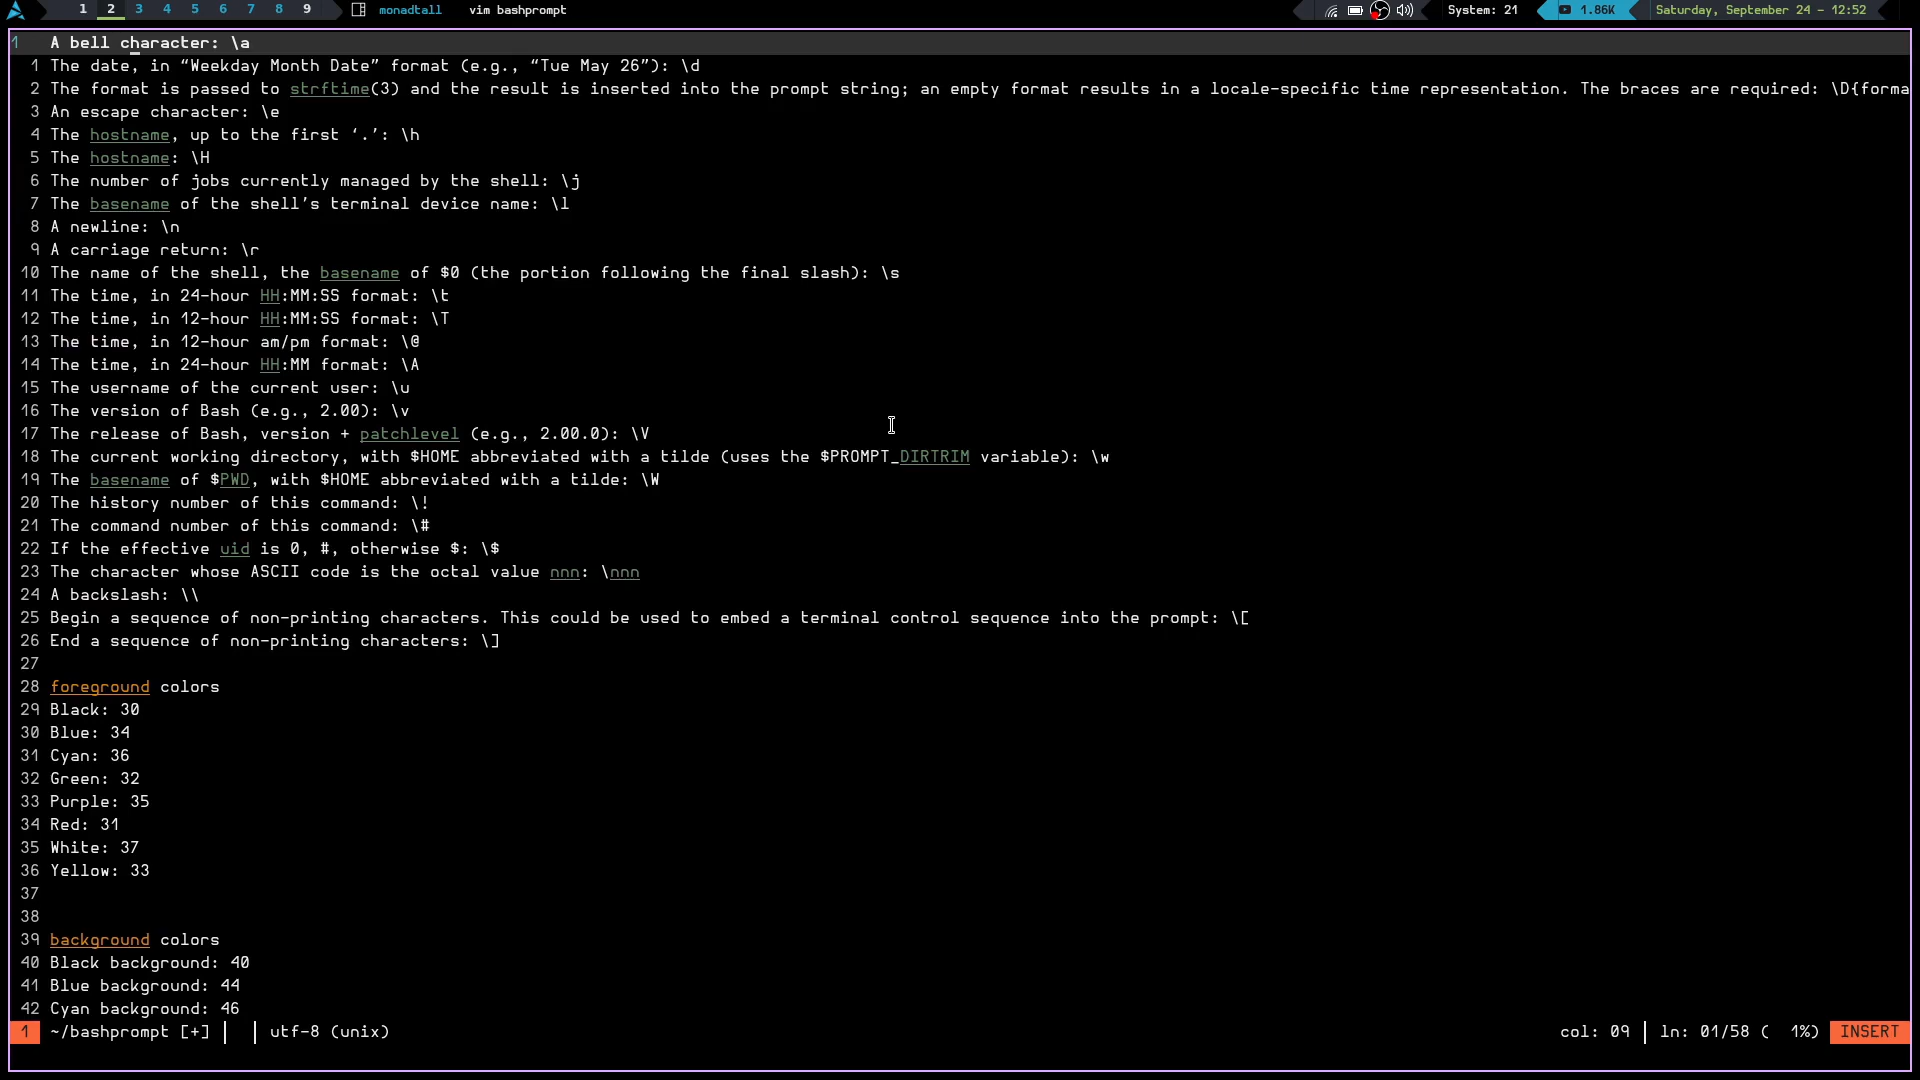 1 2 3 4 5 6 7 8 9 monadtall vim bashprompt System: 21 1.86K Saturday, September 24 - 12:52
1 A bell character: \a
1 The date, in “Weekday Month Date” format (e.g., “Tue May 26”): \d
2 The format is passed to strftime(3) and the result is inserted into the prompt string; an empty format results in a locale-specific time representation. The braces are required: \D{forma
3 An escape character: \e
4 The hostname, up to the first ‘.’: \h
5 The hostname: \H
6 The number of jobs currently managed by the shell: \j
7 The basename of the shell’s terminal device name: \l
8 A newline: \n
9 A carriage return: \r
10 The name of the shell, the basename of $0 (the portion following the final slash): \s
11 The time, in 24-hour HH:MM:SS format: \t
12 The time, in 12-hour HH:MM:SS format: \T
13 The time, in 12-hour am/pm format: \@
14 The time, in 24-hour HH:MM format: \A
15 The username of the current user: \u
16 The version of Bash (e.g., 2.00): \v
17 The release of Bash, version + patchlevel (e.g., 2.00.0): \V
18 The current working directory, with $HOME abbreviated with a tilde (uses the $PROMPT_DIRTRIM variable): \w
19 The basename of $PWD, with $HOME abbreviated with a tilde: \W
20 The history number of this command: \!
21 The command number of this command: \#
22 If the effective uid is 0, #, otherwise $: \$
23 The character whose ASCII code is the octal value nnn: \nnn
24 A backslash: \\
25 Begin a sequence of non-printing characters. This could be used to embed a terminal control sequence into the prompt: \[
26 End a sequence of non-printing characters: \]
27
28 foreground colors
29 Black: 30
30 Blue: 34
31 Cyan: 36
32 Green: 32
33 Purple: 35
34 Red: 31
35 White: 37
36 Yellow: 33
37
38
39 background colors
40 Black background: 40
41 Blue background: 44
42 Cyan background: 46
1 ~/bashprompt [+] │ │ utf-8 (unix) col: 09 │ ln: 01/58 ( 1%) INSERT